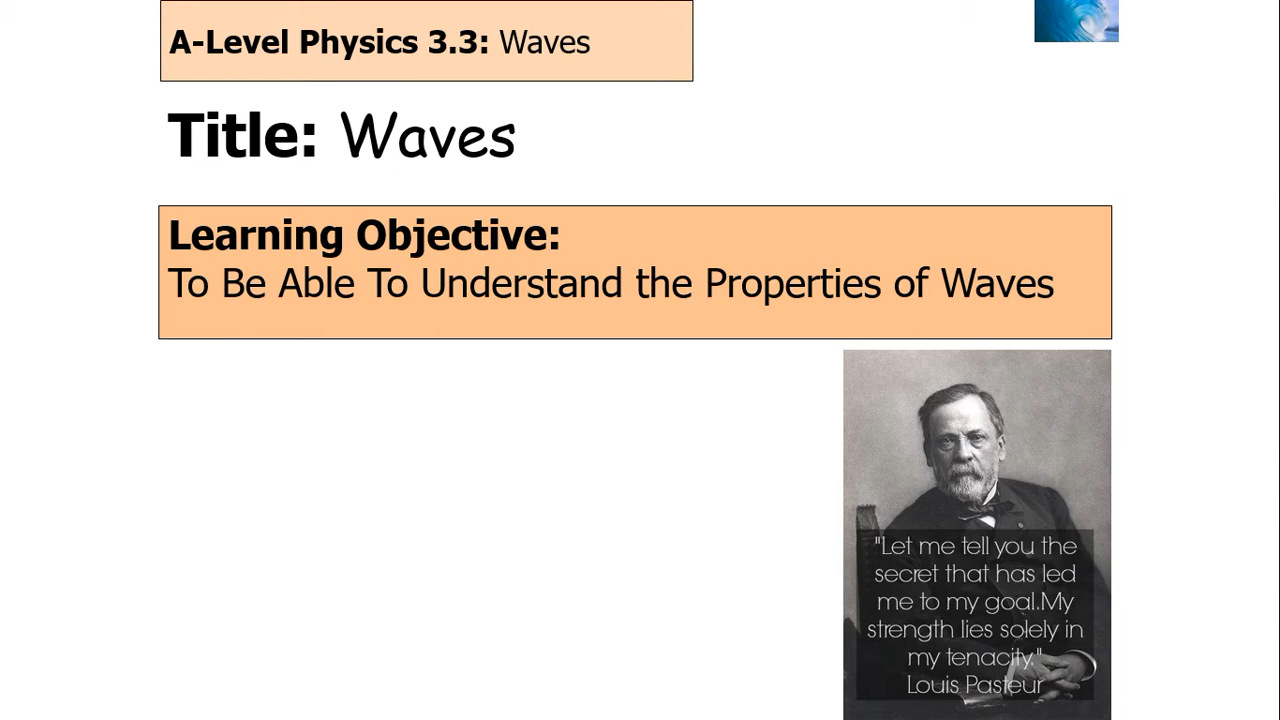 A-Level Physics 3.3: Waves
Title: Waves
Learning Objective:
To Be Able To Understand the Properties of Waves
"Let me tell you the
secret that has led
me to my goal.My
strength lies solely in
my tenacity."
Louis Pasteur